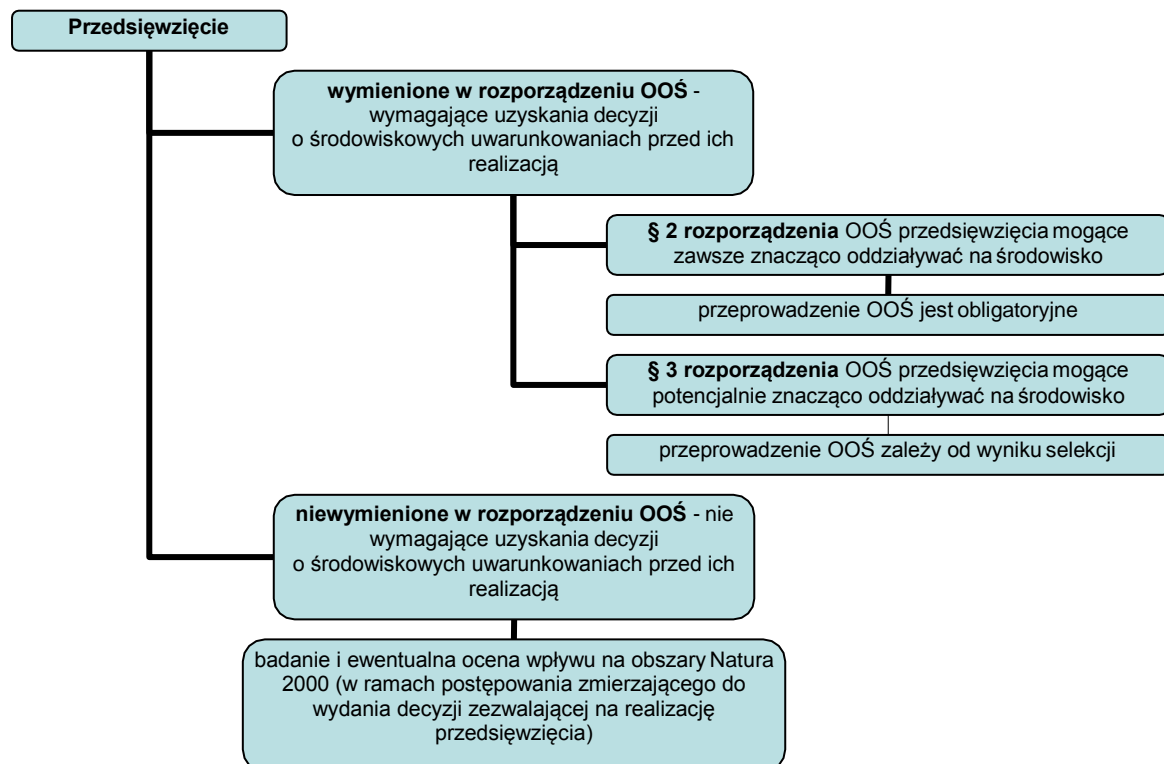 Przedsięwzięcie
wymienione w rozporządzeniu OOŚ -
wymagające uzyskania decyzji
o środowiskowych uwarunkowaniach przed ich
realizacją
§ 2 rozporządzenia OOŚ przedsięwzięcia mogące
zawsze znacząco oddziaływać na środowisko
przeprowadzenie OOŚ jest obligatoryjne
§ 3 rozporządzenia OOŚ przedsięwzięcia mogące
potencjalnie znacząco oddziaływać na środowisko
przeprowadzenie OOŚ zależy od wyniku selekcji
niewymienione w rozporządzeniu OOŚ - nie
wymagające uzyskania decyzji
o środowiskowych uwarunkowaniach przed ich
realizacją
badanie i ewentualna ocena wpływu na obszary Natura
2000 (w ramach postępowania zmierzającego do
wydania decyzji zezwalającej na realizację
przedsięwzięcia)